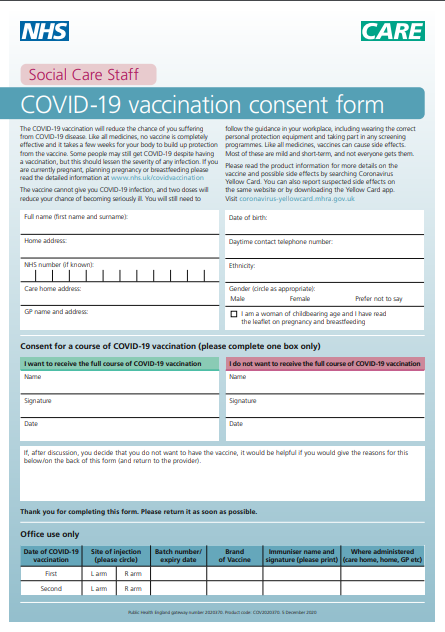 NHS
CARE
Social Care Staff
COVID-19 vaccination consent form
The COVID-19 vaccination will reduce the chance of you suffering
from COVID-19 disease. Like all medicines, no vaccine is completely
effective and it takes a few weeks for your body to build up protection
from the vaccine. Some people may still get COVID-19 despite having
a vaccination, but this should lessen the severity of any infection. If you
are currently pregnant, planning pregnancy or breastfeeding please
read the detailed information at www.nhs.uk/covidvaccination
The vaccine cannot give you COVID-19 infection, and two doses will
reduce your chance of becoming seriously ill. You will still need to
follow the guidance in your workplace, including wearing the correct
personal protection equipment and taking part in any screening
programmes. Like all medicines, vaccines can cause side effects.
Most of these are mild and short-term, and not everyone gets them.
Please read the product information for more details on the
vaccine and possible side effects by searching Coronavirus
Yellow Card. You can also report suspected side effects on
the same website or by downloading the Yellow Card app.
Visit coronavirus-yellowcard.mhra.gov.uk
Full name (first name and surname):
Date of birth:
Home address:
Daytime contact telephone number:
NHS number (if known):
Ethnicity:
Care home address:
Gender (circle as appropriate):
Male Female Prefer not to say
GP name and address:
I am a woman of childbearing age and I have read
the leaflet on pregnancy and breastfeeding
Consent for a course of COVID-19 vaccination (please complete one box only)
I want to receive the full course of COVID-19 vaccination
I do not want to receive the full course of COVID-19 vaccination
Name
Name
Signature
Signature
Date
Date
If, after discussion, you decide that you do not want to have the vaccine, it would be helpful if you would give the reasons for this
below/on the back of this form (and return to the provider).
Thank you for completing this form. Please return it as soon as possible.
Office use only
Date of COVID-19 vaccination
Site of injection (please circle)
Batch number/ expiry date
Brand of Vaccine
Immuniser name and signature (please print)
Where administered (care home, home, GP etc)
First L arm R arm
Second L arm R arm
Public Health England gateway number 2020370. Product code: COV2020370 5 December 2020